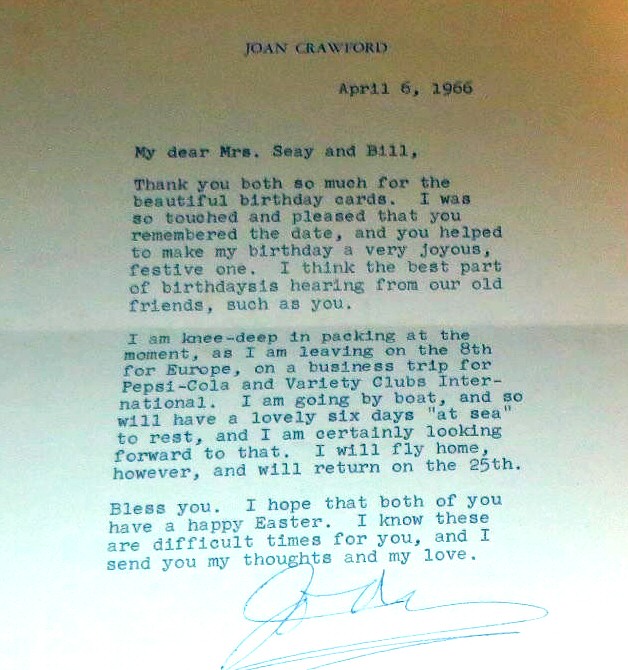 JOAN CRAWFORD
April 6, 1966
My dear Mrs. Seay and Bill,
Thank you both so much for the
beautiful birthday cards. I was
so touched and pleased that you
remembered the date, and you helped
to make my birthday a very joyous,
festive one. I think the best part
of birthdaysis hearing from our old
friends, such as you.
I am knee-deep in packing at the
moment, as I am leaving on the 8th
for Europe, on a business trip for
Pepsi-Cola and Variety Clubs Inter-
national. I am going by boat, and so
will have a lovely six days "at sea"
to rest, and I am certainly looking
forward to that. I will fly home,
however, and will return on the 25th.
Bless you. I hope that both of you
have a happy Easter. I know these
are difficult times for you, and I
send you my thoughts and my love.
Joan